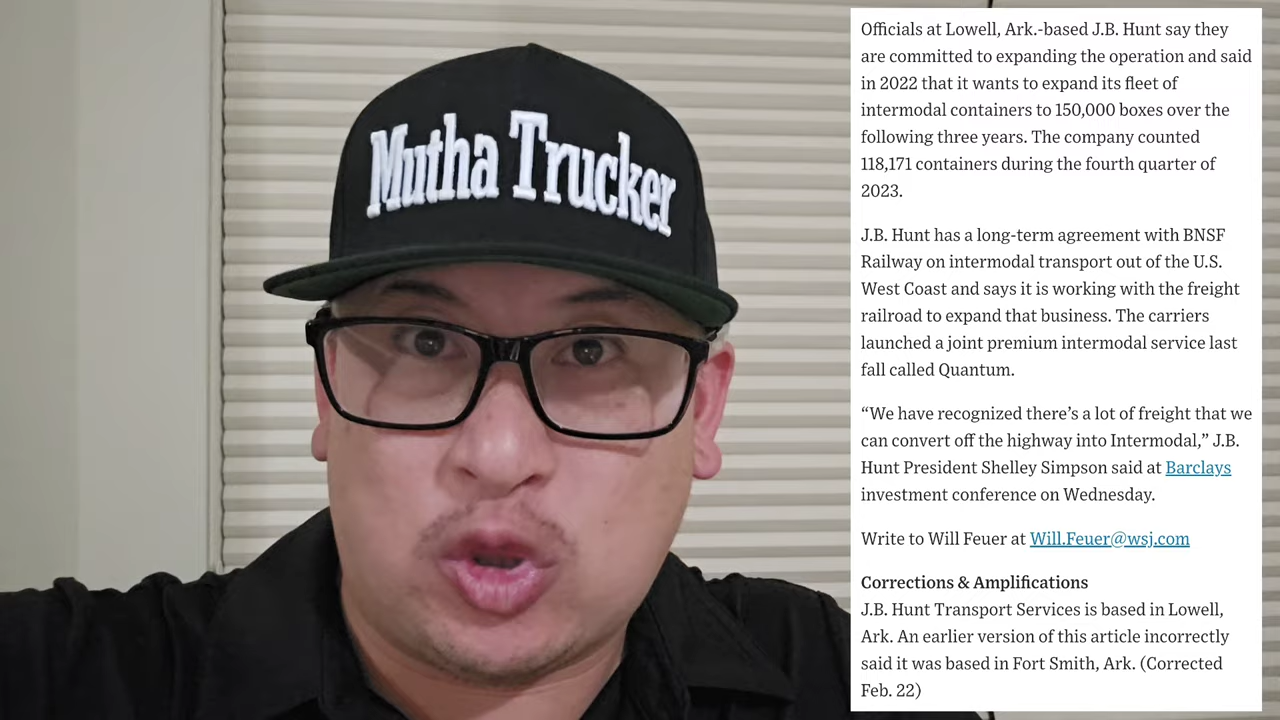 Mutha Trucker
Officials at Lowell, Ark.-based J.B. Hunt say they
are committed to expanding the operation and said
in 2022 that it wants to expand its fleet of
intermodal containers to 150,000 boxes over the
following three years. The company counted
118,171 containers during the fourth quarter of
2023.
J.B. Hunt has a long-term agreement with BNSF
Railway on intermodal transport out of the U.S.
West Coast and says it is working with the freight
railroad to expand that business. The carriers
launched a joint premium intermodal service last
fall called Quantum.
“We have recognized there’s a lot of freight that we
can convert off the highway into Intermodal,” J.B.
Hunt President Shelley Simpson said at Barclays
investment conference on Wednesday.
Write to Will Feuer at Will.Feuer@wsj.com
Corrections & Amplifications
J.B. Hunt Transport Services is based in Lowell,
Ark. An earlier version of this article incorrectly
said it was based in Fort Smith, Ark. (Corrected
Feb. 22)